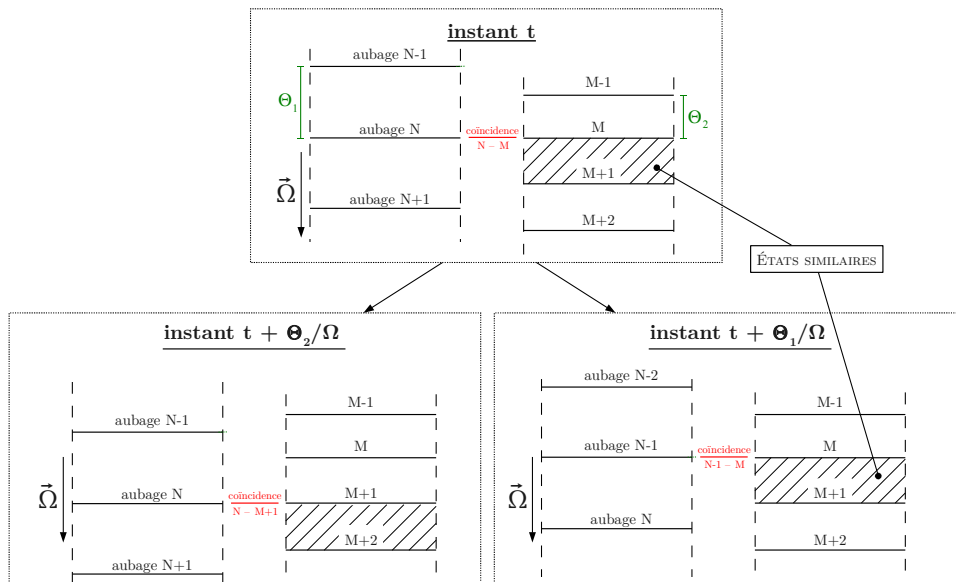 instant t
aubage N-1
Θ₁
aubage N
aubage N+1
Ω⃗
coïncidence
N – M
M-1
Θ₂
M
M+1
M+2
États similaires
instant t + Θ₂/Ω
aubage N-1
aubage N
aubage N+1
Ω⃗
coïncidence
N – M+1
M-1
M
M+1
M+2
instant t + Θ₁/Ω
aubage N-2
aubage N-1
aubage N
Ω⃗
coïncidence
N-1 – M
M-1
M
M+1
M+2